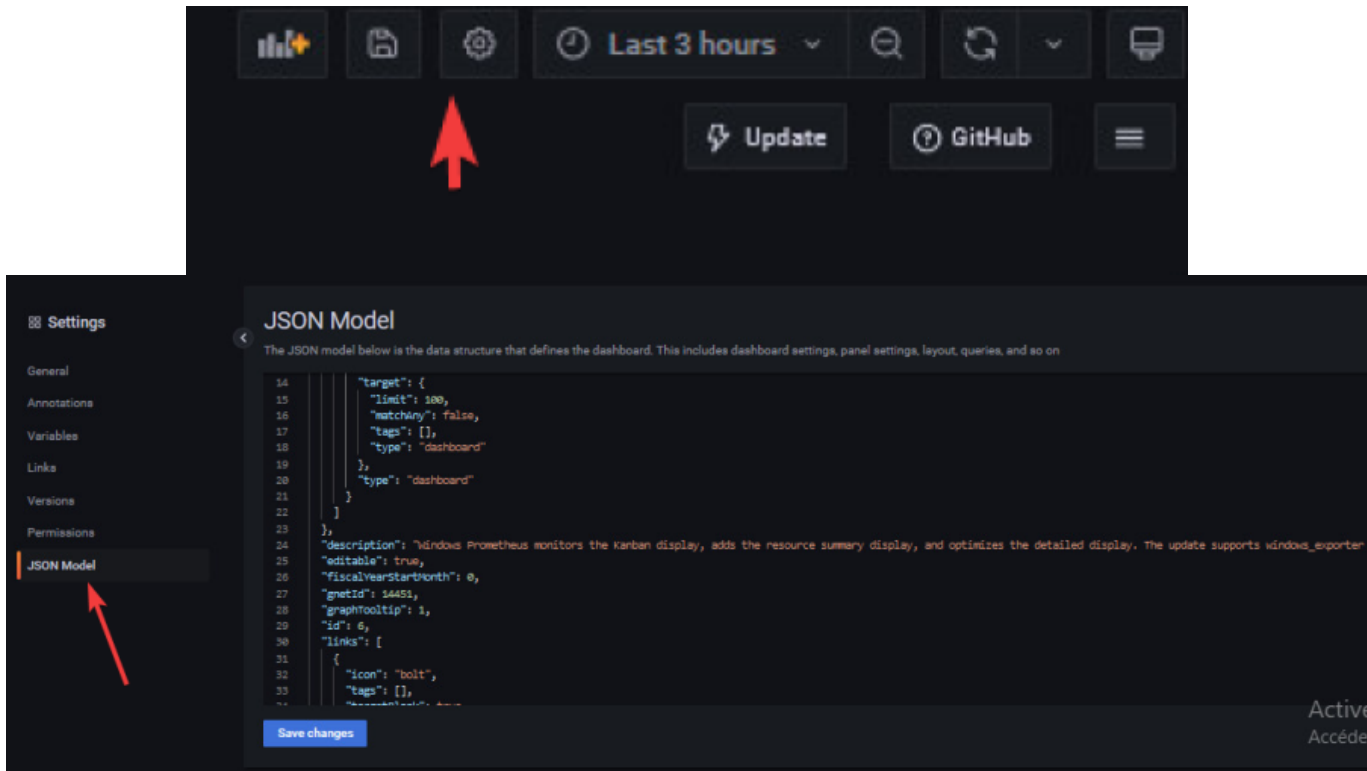 Last 3 hours
Update
GitHub
Settings
General
Annotations
Variables
Links
Versions
Permissions
JSON Model
JSON Model
The JSON model below is the data structure that defines the dashboard. This includes dashboard settings, panel settings, layout, queries, and so on
14 "target": {
15 "limit": 100,
16 "matchAny": false,
17 "tags": [],
18 "type": "dashboard"
19 },
20 "type": "dashboard"
21 }
22 ]
23 },
24 "description": "Windows Prometheus monitors the Kanban display, adds the resource summary display, and optimizes the detailed display. The update supports windows_exporter
25 "editable": true,
26 "fiscalYearStartMonth": 0,
27 "gnetId": 14451,
28 "graphTooltip": 1,
29 "id": 6,
30 "links": [
31 {
32 "icon": "bolt",
33 "tags": [],
Save changes
Active
Accéde